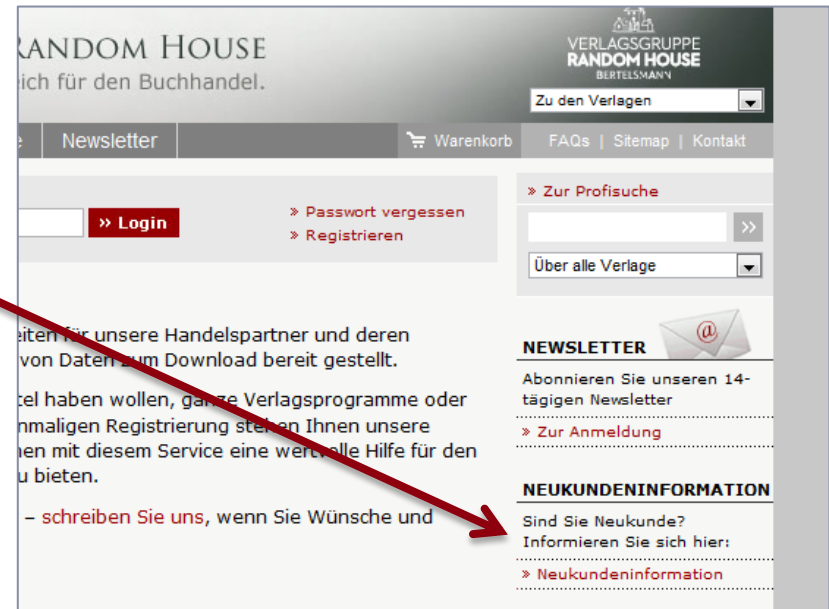 RANDOM HOUSE
eich für den Buchhandel.
VERLAGSGRUPPE
RANDOM HOUSE
BERTELSMANN
Zu den Verlagen
Newsletter
Warenkorb
FAQs | Sitemap | Kontakt
» Login
» Passwort vergessen
» Registrieren
» Zur Profisuche
»
Über alle Verlage
eiten für unsere Handelspartner und deren
von Daten zum Download bereit gestellt.
tel haben wollen, ganze Verlagsprogramme oder
nmaligen Registrierung stehen Ihnen unsere
nen mit diesem Service eine wertvolle Hilfe für den
u bieten.
– schreiben Sie uns, wenn Sie Wünsche und
@
NEWSLETTER
Abonnieren Sie unseren 14-
tägigen Newsletter
» Zur Anmeldung
NEUKUNDENINFORMATION
Sind Sie Neukunde?
Informieren Sie sich hier:
» Neukundeninformation